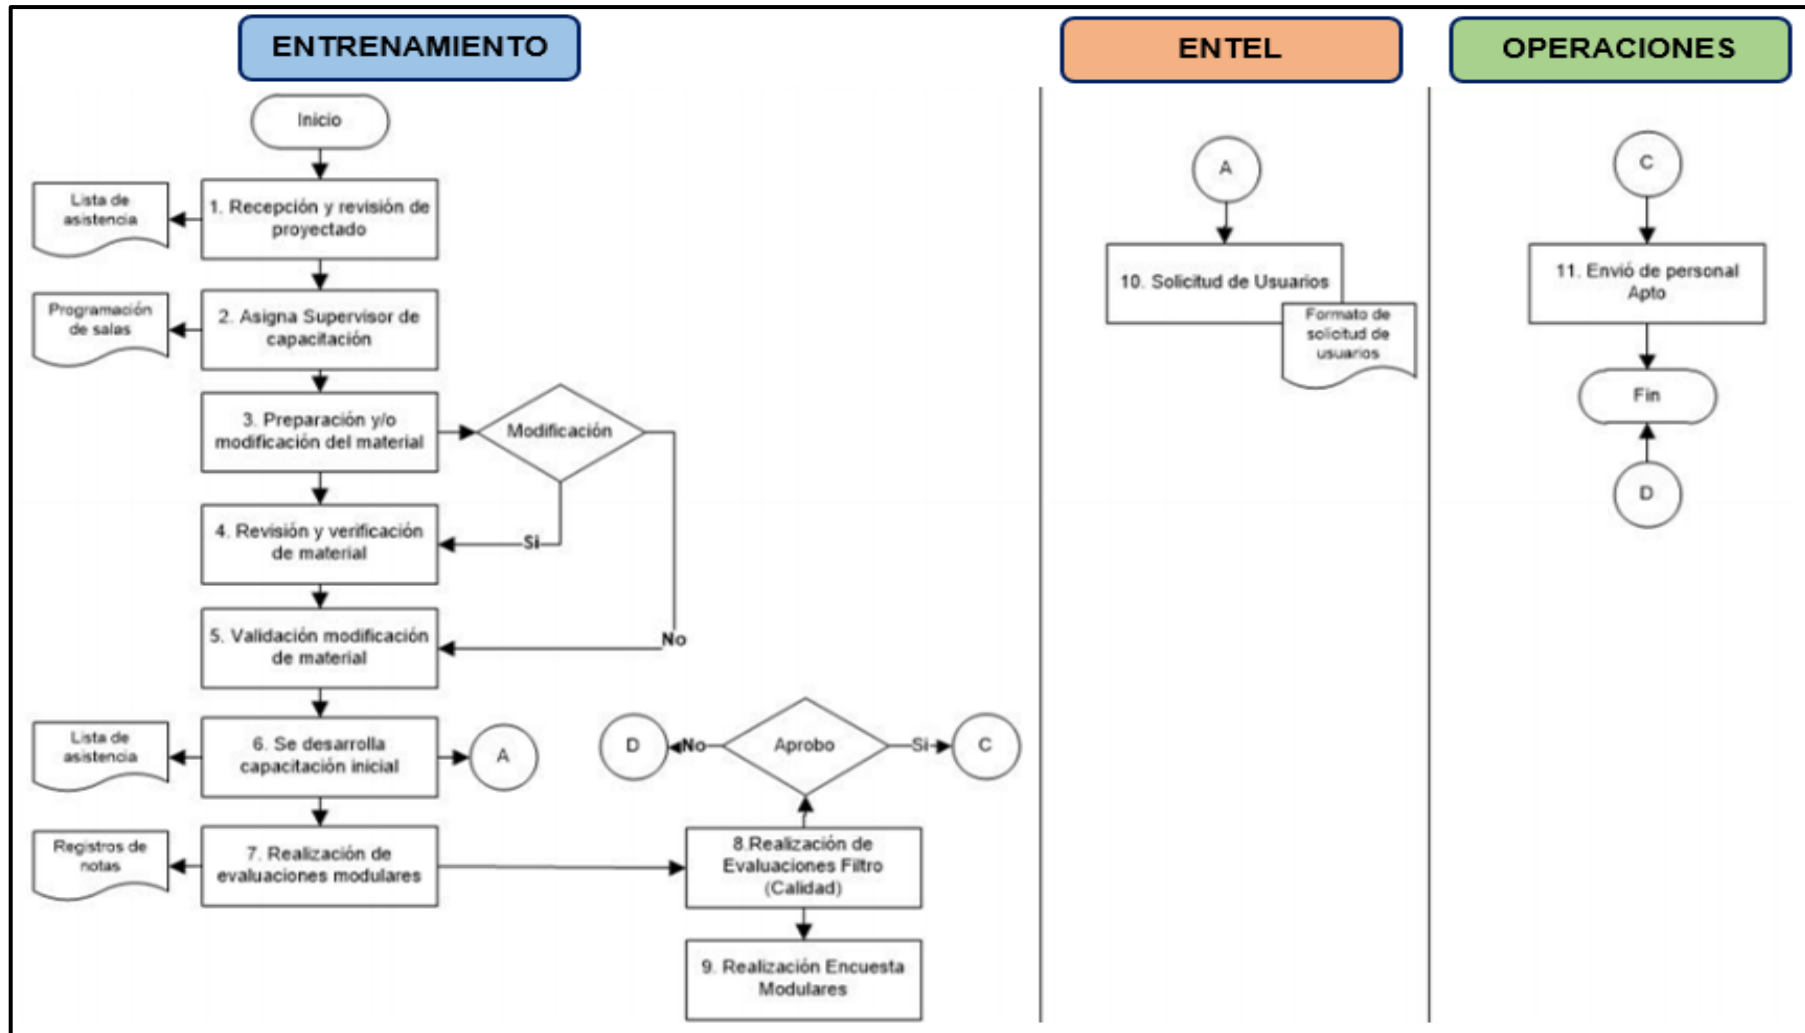 ENTRENAMIENTO
ENTEL
OPERACIONES
Inicio
Lista de
asistencia
1. Recepción y revisión de
proyectado
Programación
de salas
2. Asigna Supervisor de
capacitación
3. Preparación y/o
modificación del material
Modificación
4. Revisión y verificación
de material
Si
5. Validación modificación
de material
No
Lista de
asistencia
6. Se desarrolla
capacitación inicial
A
D
No
Aprobo
Si
C
Registros de
notas
7. Realización de
evaluaciones modulares
8.Realización de
Evaluaciones Filtro
(Calidad)
9. Realización Encuesta
Modulares
A
10. Solicitud de Usuarios
Formato de
solicitud de
usuarios
C
11. Envió de personal
Apto
Fin
D